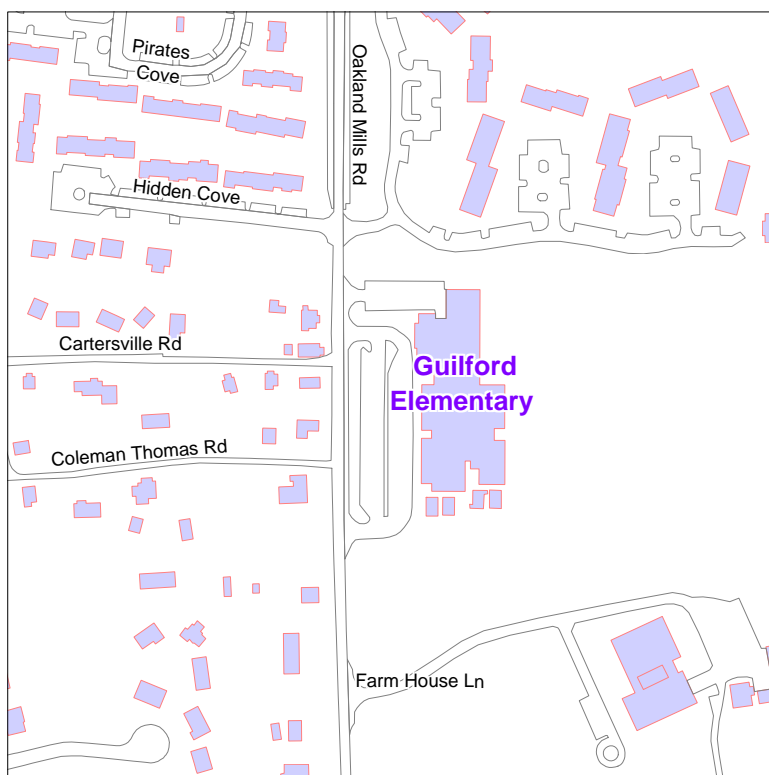 Pirates
Cove
Oakland Mills Rd
Hidden Cove
Cartersville Rd
Guilford
Elementary
Coleman Thomas Rd
Farm House Ln